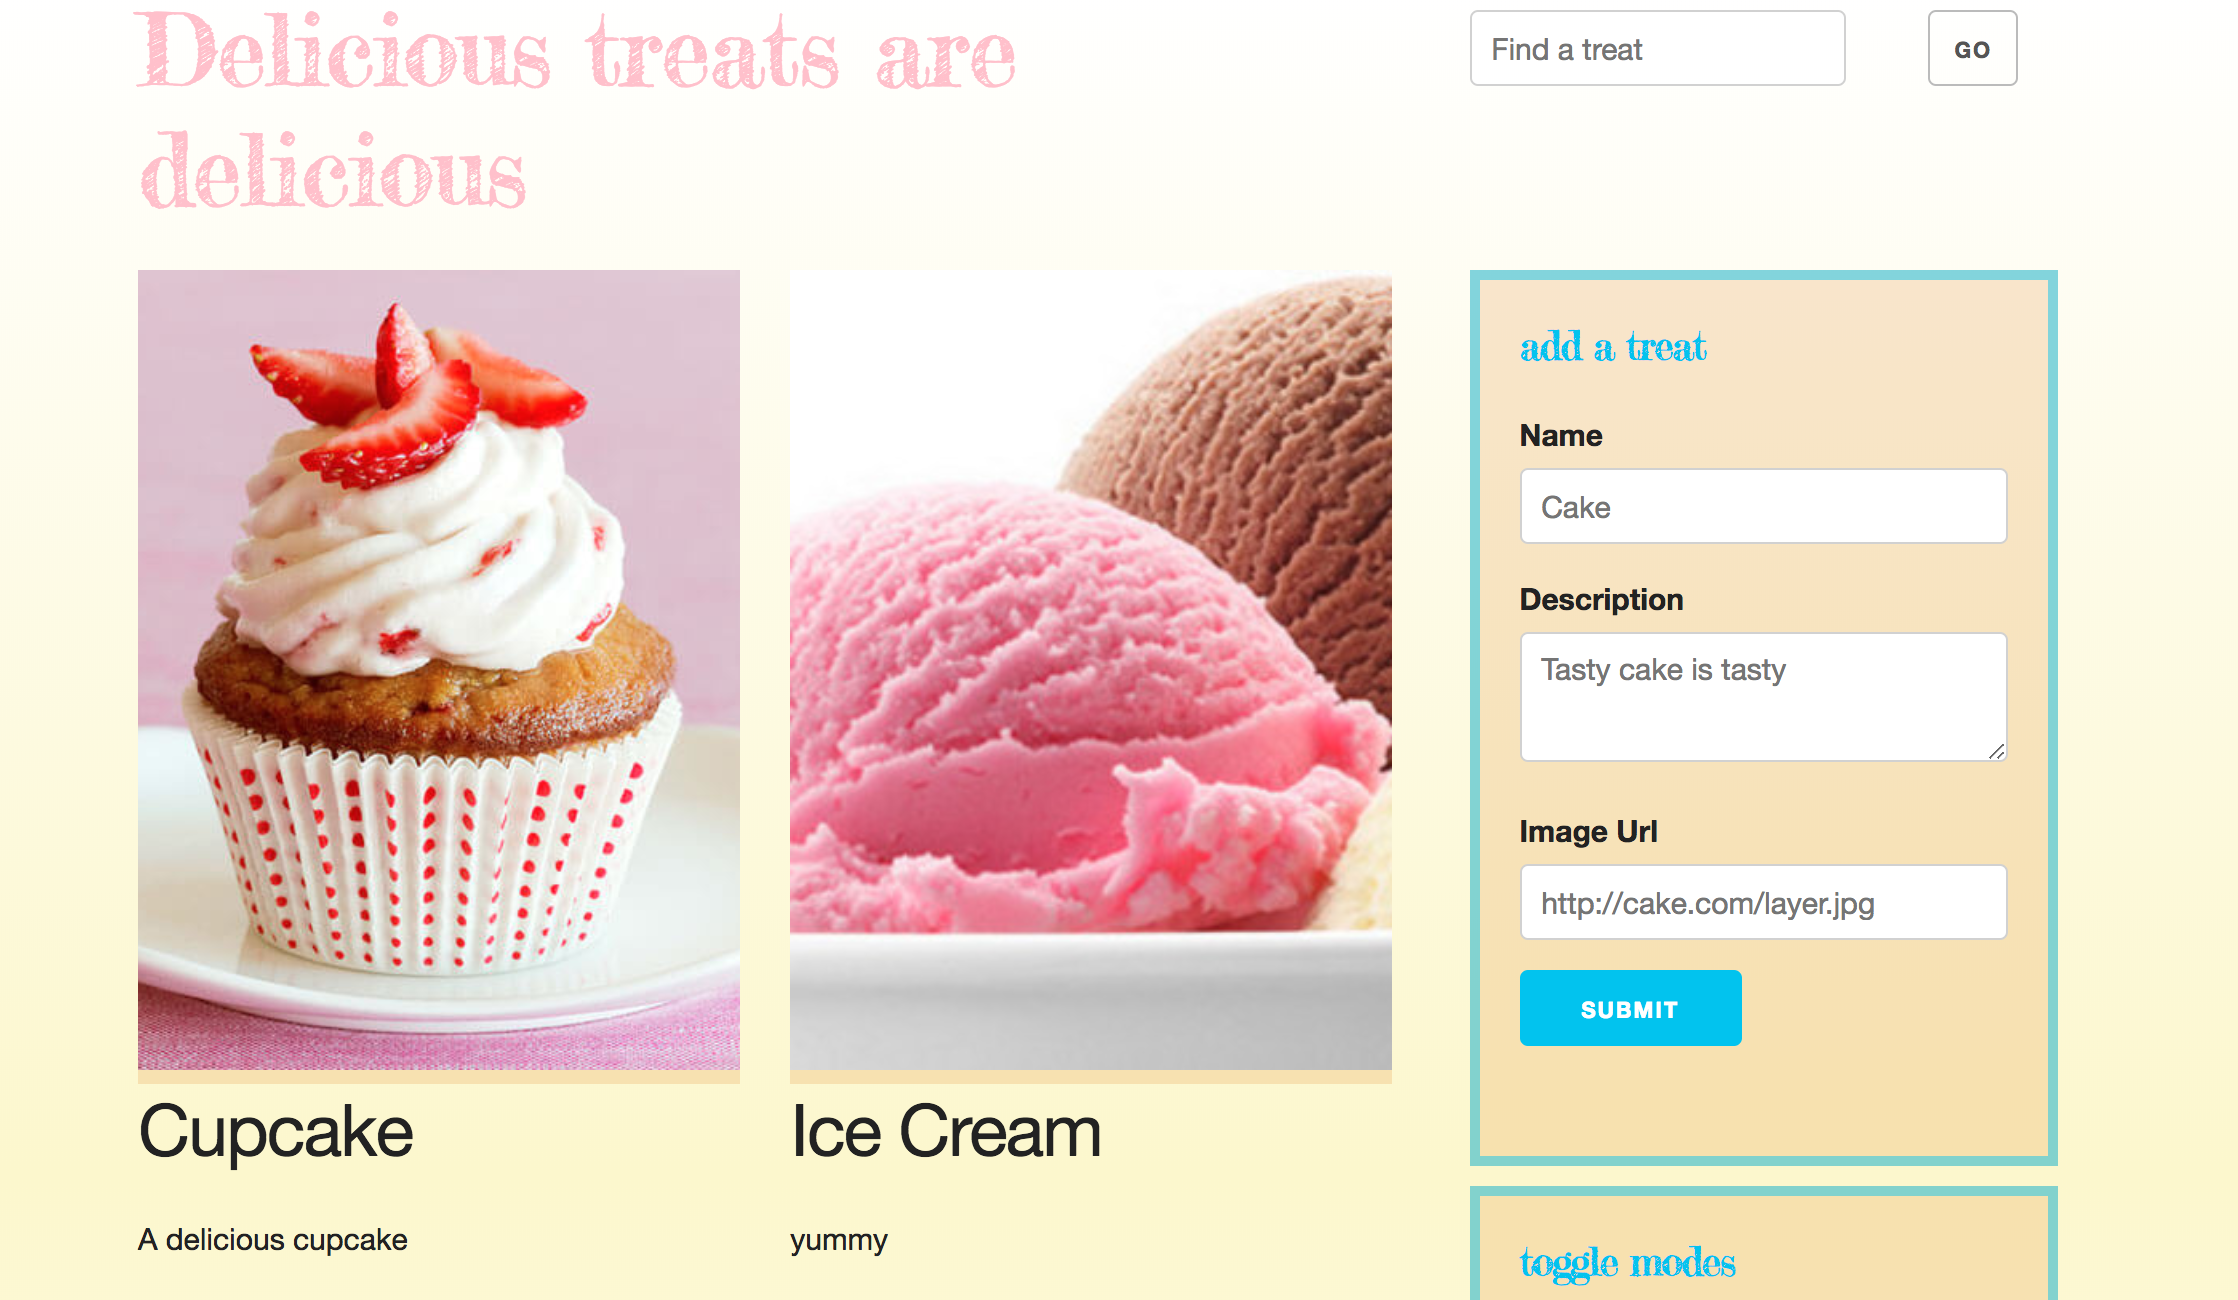 Delicious treats are
delicious
Find a treat
GO
add a treat
Name
Cake
Description
Tasty cake is tasty
Image Url
http://cake.com/layer.jpg
SUBMIT
Cupcake
Ice Cream
A delicious cupcake
yummy
toggle modes